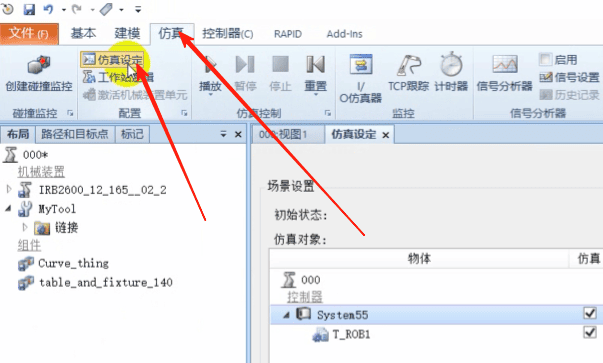 文件(F) 基本 建模 仿真 控制器(C) RAPID Add-Ins
创建碰撞监控
碰撞监控
仿真设定
工作站逻辑
激活机械装置单元
配置
播放 暂停 停止 重置
仿真控制
I/
O仿真器
TCP跟踪 计时器
监控
信号分析器
启用
信号设置
历史记录
信号分析器
布局 路径和目标点 标记
000*
机械装置
IRB2600_12_165__02_2
MyTool
链接
组件
Curve_thing
table_and_fixture_140
000:视图1 仿真设定
场景设置
初始状态:
仿真对象:
物体 仿真
000
控制器
System55
T_ROB1